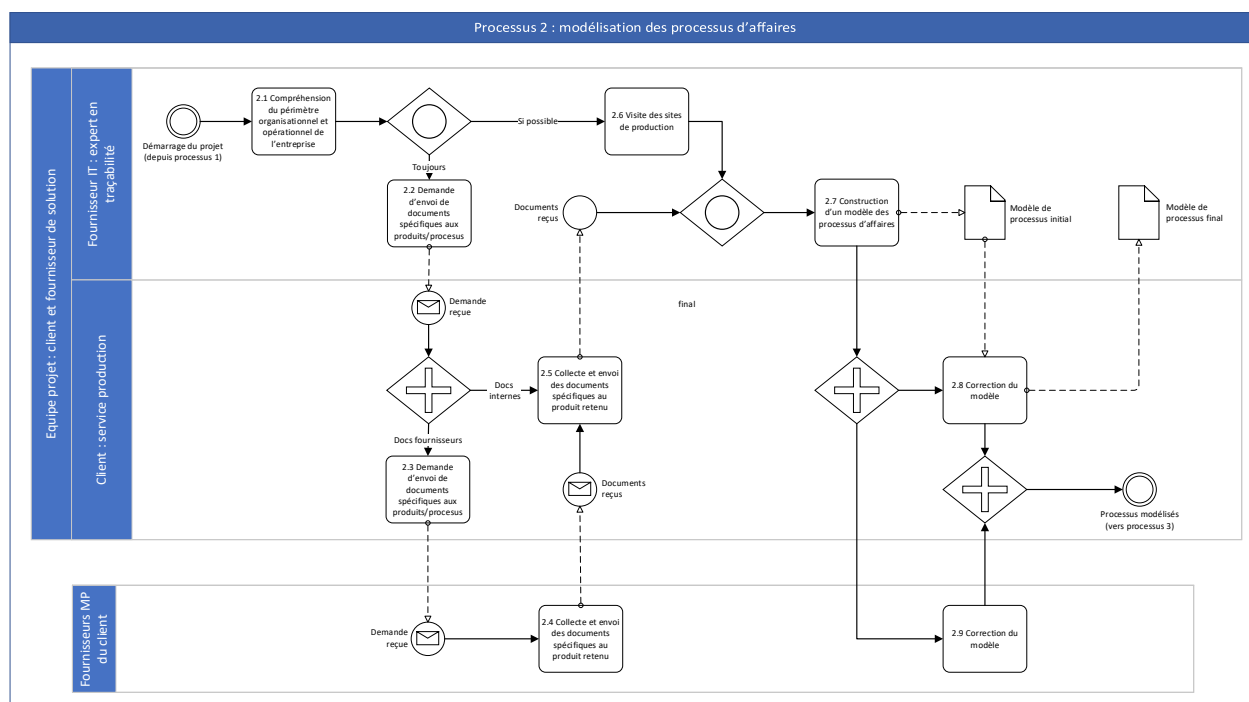 Processus 2 : modélisation des processus d'affaires
Equipe projet : client et fournisseur de solution
Fournisseur IT : expert en
traçabilité
Démarrage du projet
(depuis processus 1)
2.1 Compréhension
du périmètre
organisationnel et
opérationnel de
l'entreprise
Si possible
2.6 Visite des sites
de production
Toujours
2.2 Demande
d'envoi de
documents
spécifiques aux
produits/procesus
Documents
reçus
2.7 Construction
d'un modèle des
processus d'affaires
Modèle de
processus initial
Modèle de
processus final
Client : service production
Demande
reçue
final
Docs
internes
2.5 Collecte et envoi
des documents
spécifiques au
produit retenu
2.8 Correction du
modèle
Docs fournisseurs
2.3 Demande
d'envoi de
documents
spécifiques aux
produits/procesus
Documents
reçus
Processus modélisés
(vers processus 3)
Fournisseurs MP
du client
Demande
reçue
2.4 Collecte et envoi
des documents
spécifiques au
produit retenu
2.9 Correction du
modèle